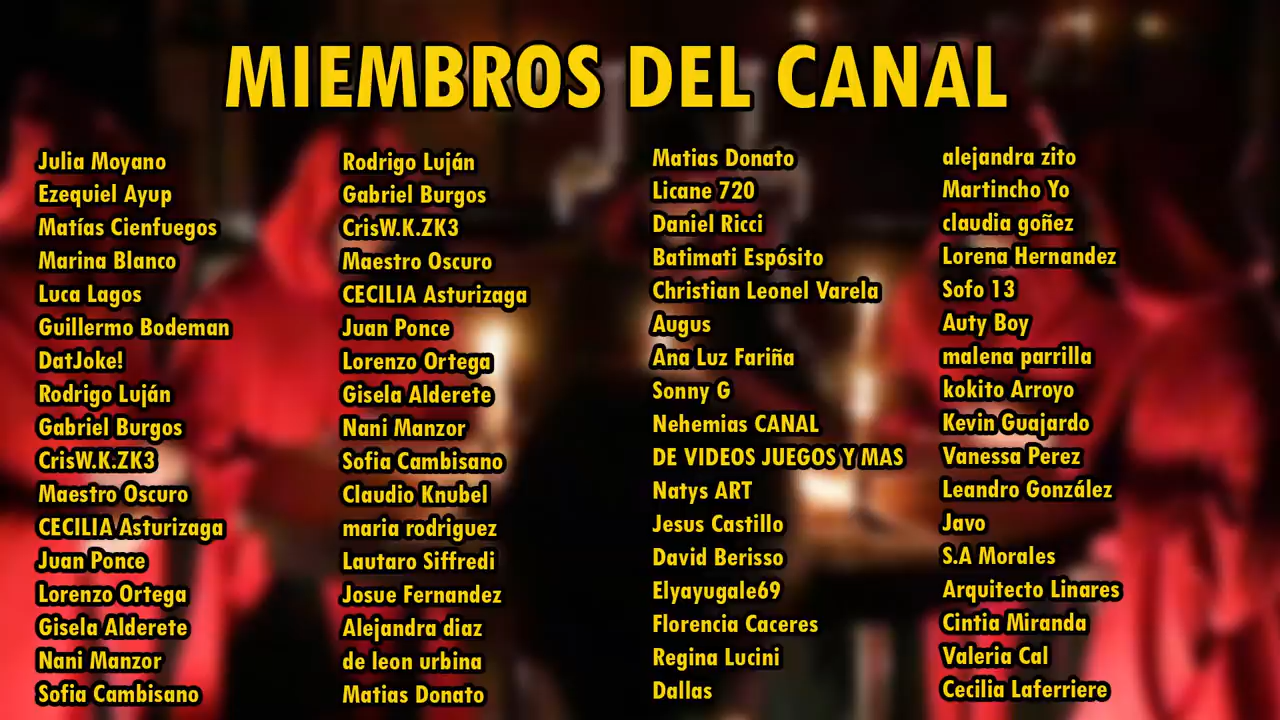 MIEMBROS DEL CANAL
Julia Moyano
Ezequiel Ayup
Matías Cienfuegos
Marina Blanco
Luca Lagos
Guillermo Bodeman
DatJoke!
Rodrigo Luján
Gabriel Burgos
CrisW.K.ZK3
Maestro Oscuro
CECILIA Asturizaga
Juan Ponce
Lorenzo Ortega
Gisela Alderete
Nani Manzor
Sofia Cambisano
Rodrigo Luján
Gabriel Burgos
CrisW.K.ZK3
Maestro Oscuro
CECILIA Asturizaga
Juan Ponce
Lorenzo Ortega
Gisela Alderete
Nani Manzor
Sofia Cambisano
Claudio Knubel
maria rodriguez
Lautaro Siffredi
Josue Fernandez
Alejandra diaz
de leon urbina
Matias Donato
Matias Donato
Licane 720
Daniel Ricci
Batimati Espósito
Christian Leonel Varela
Augus
Ana Luz Fariña
Sonny G
Nehemias CANAL
DE VIDEOS JUEGOS Y MAS
Natys ART
Jesus Castillo
David Berisso
Elyayugale69
Florencia Caceres
Regina Lucini
Dallas
alejandra zito
Martincho Yo
claudia goñez
Lorena Hernandez
Sofo 13
Auty Boy
malena parrilla
kokito Arroyo
Kevin Guajardo
Vanessa Perez
Leandro González
Javo
S.A Morales
Arquitecto Linares
Cintia Miranda
Valeria Cal
Cecilia Laferriere